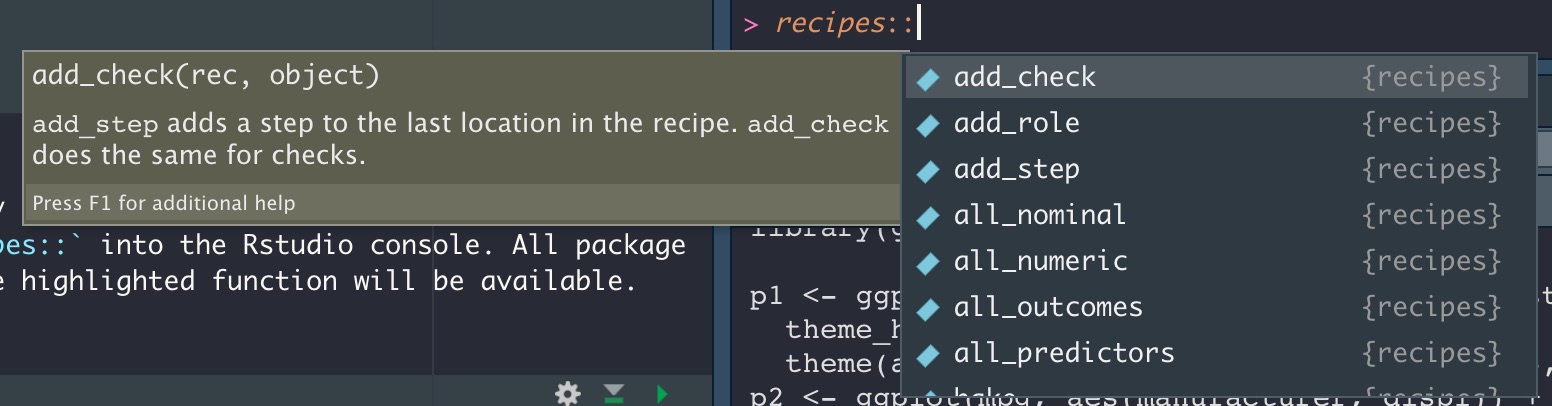 > recipes::
add_check(rec, object)
add_step adds a step to the last location in the recipe. add_check
does the same for checks.
Press F1 for additional help
es::` into the Rstudio console. All package
highlighted function will be available.
add_check {recipes}
add_role {recipes}
add_step {recipes}
all_nominal {recipes}
all_numeric {recipes}
all_outcomes {recipes}
all_predictors {recipes}
library(g
p1 <- ggp
theme_
theme(a
p2 <- ggplot(mpg, aes(manufacturer, displ)) +